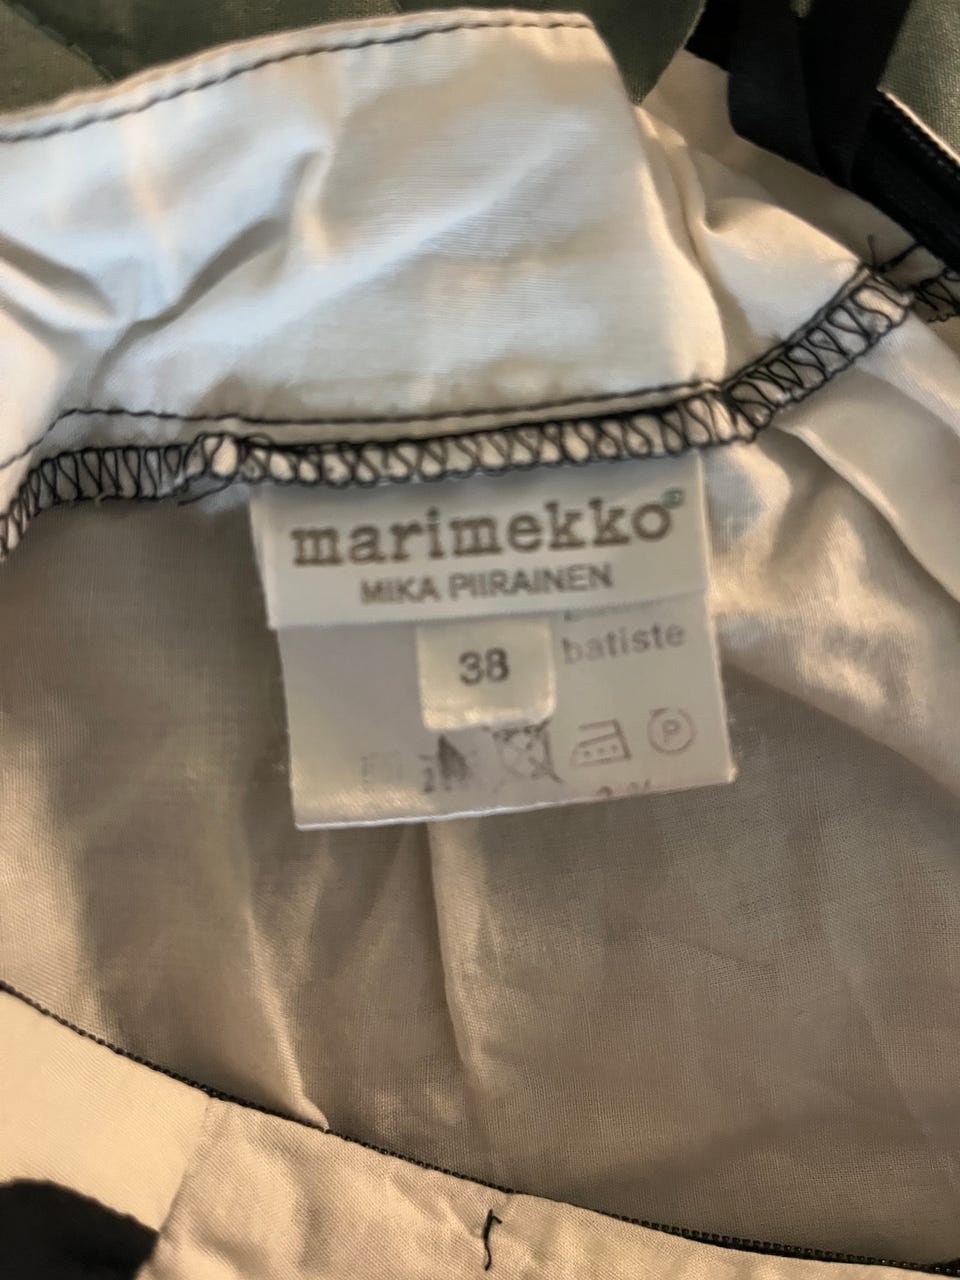 marimekko®
MIKA PIIRAINEN
batiste
38
P